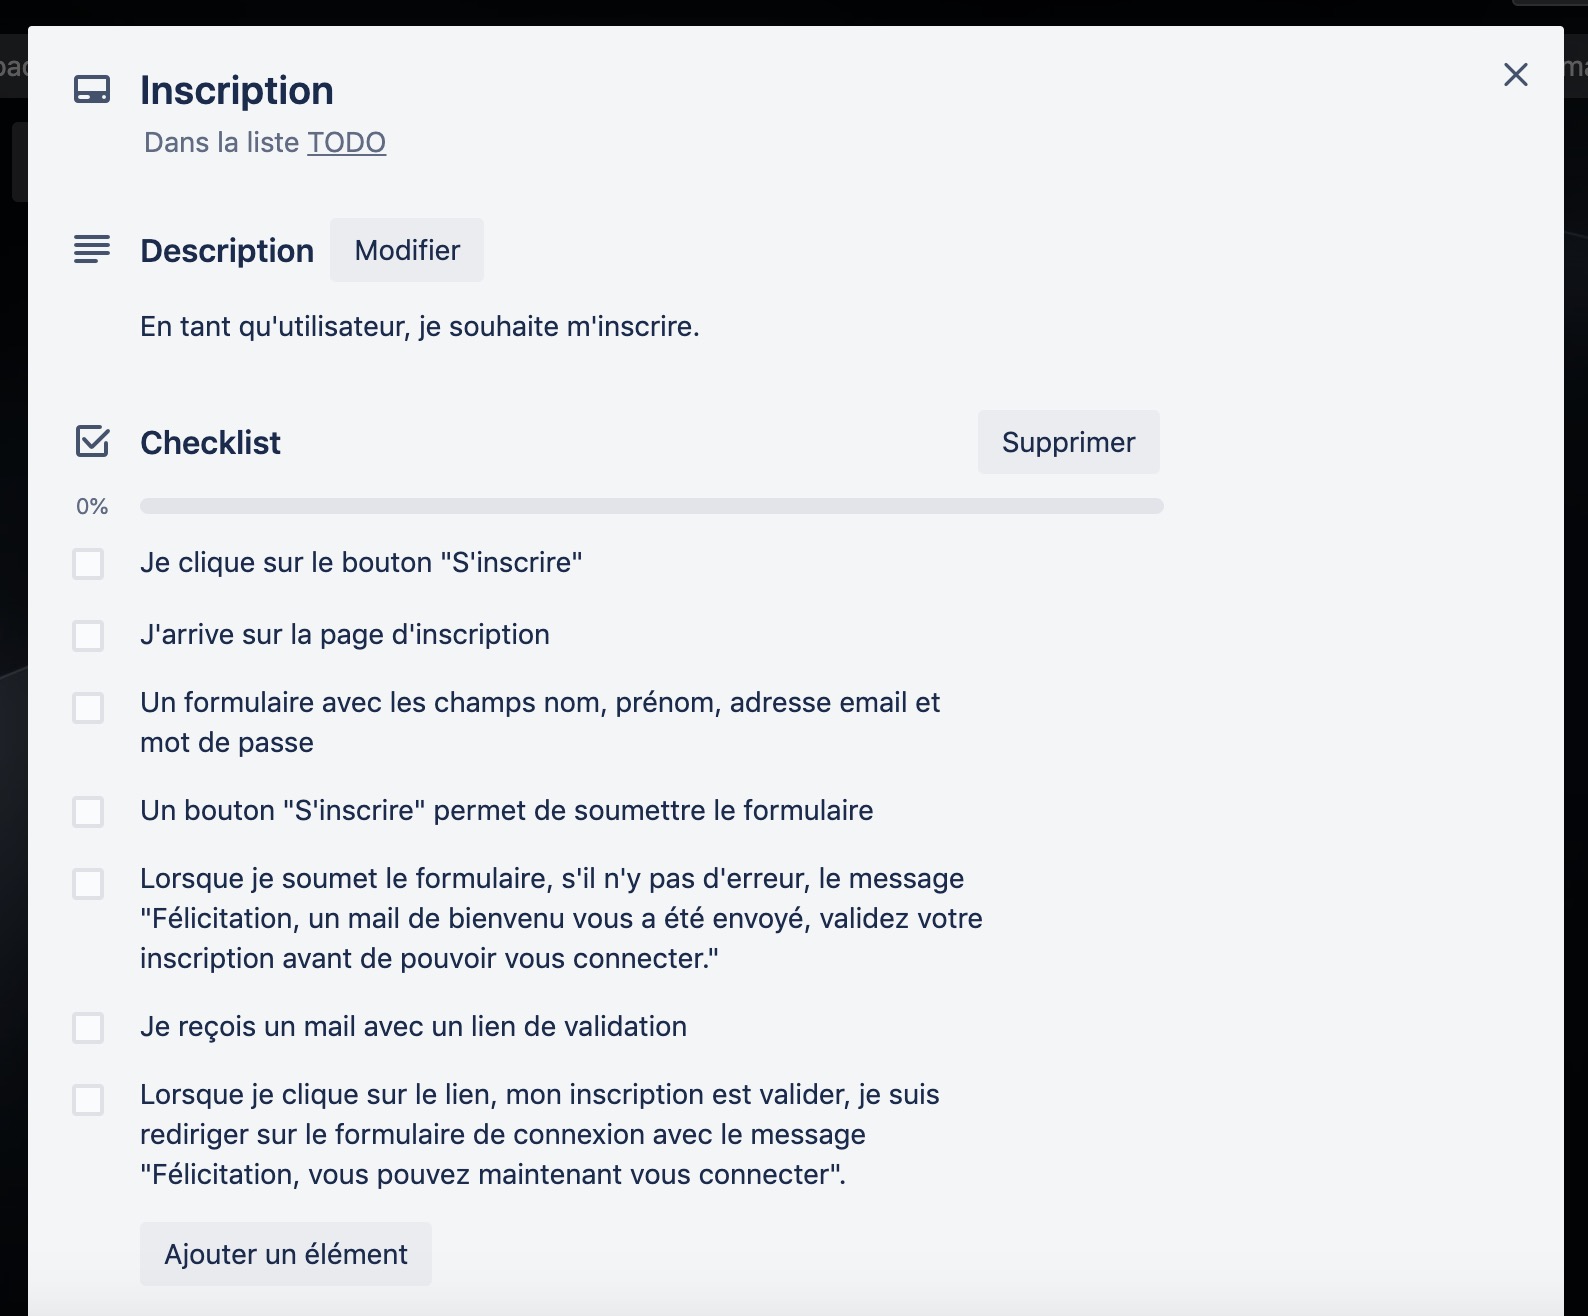 Inscription
Dans la liste TODO
Description Modifier
En tant qu'utilisateur, je souhaite m'inscrire.
Checklist Supprimer
0%
Je clique sur le bouton "S'inscrire"
J'arrive sur la page d'inscription
Un formulaire avec les champs nom, prénom, adresse email et
mot de passe
Un bouton "S'inscrire" permet de soumettre le formulaire
Lorsque je soumet le formulaire, s'il n'y pas d'erreur, le message
"Félicitation, un mail de bienvenu vous a été envoyé, validez votre
inscription avant de pouvoir vous connecter."
Je reçois un mail avec un lien de validation
Lorsque je clique sur le lien, mon inscription est valider, je suis
rediriger sur le formulaire de connexion avec le message
"Félicitation, vous pouvez maintenant vous connecter".
Ajouter un élément